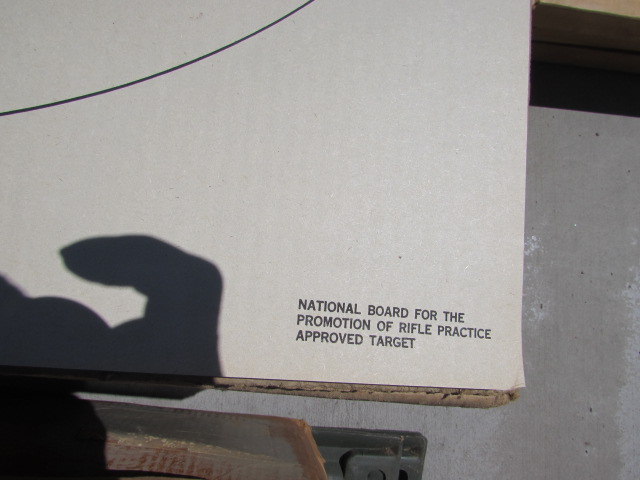 NATIONAL BOARD FOR THE
PROMOTION OF RIFLE PRACTICE
APPROVED TARGET